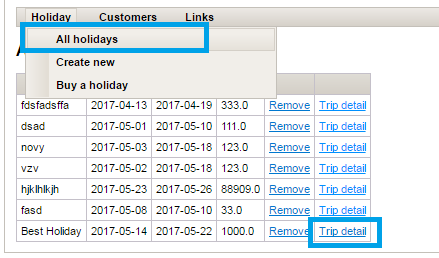 Holiday Customers Links
All holidays
Create new
Buy a holiday
fdsfadsffa 2017-04-13 2017-04-19 333.0 Remove Trip detail
dsad 2017-05-01 2017-05-10 111.0 Remove Trip detail
novy 2017-05-03 2017-05-18 123.0 Remove Trip detail
vzv 2017-05-02 2017-05-18 123.0 Remove Trip detail
hjklhlkjh 2017-05-23 2017-05-26 88909.0 Remove Trip detail
fasd 2017-05-08 2017-05-10 33.0 Remove Trip detail
Best Holiday 2017-05-14 2017-05-22 1000.0 Remove Trip detail